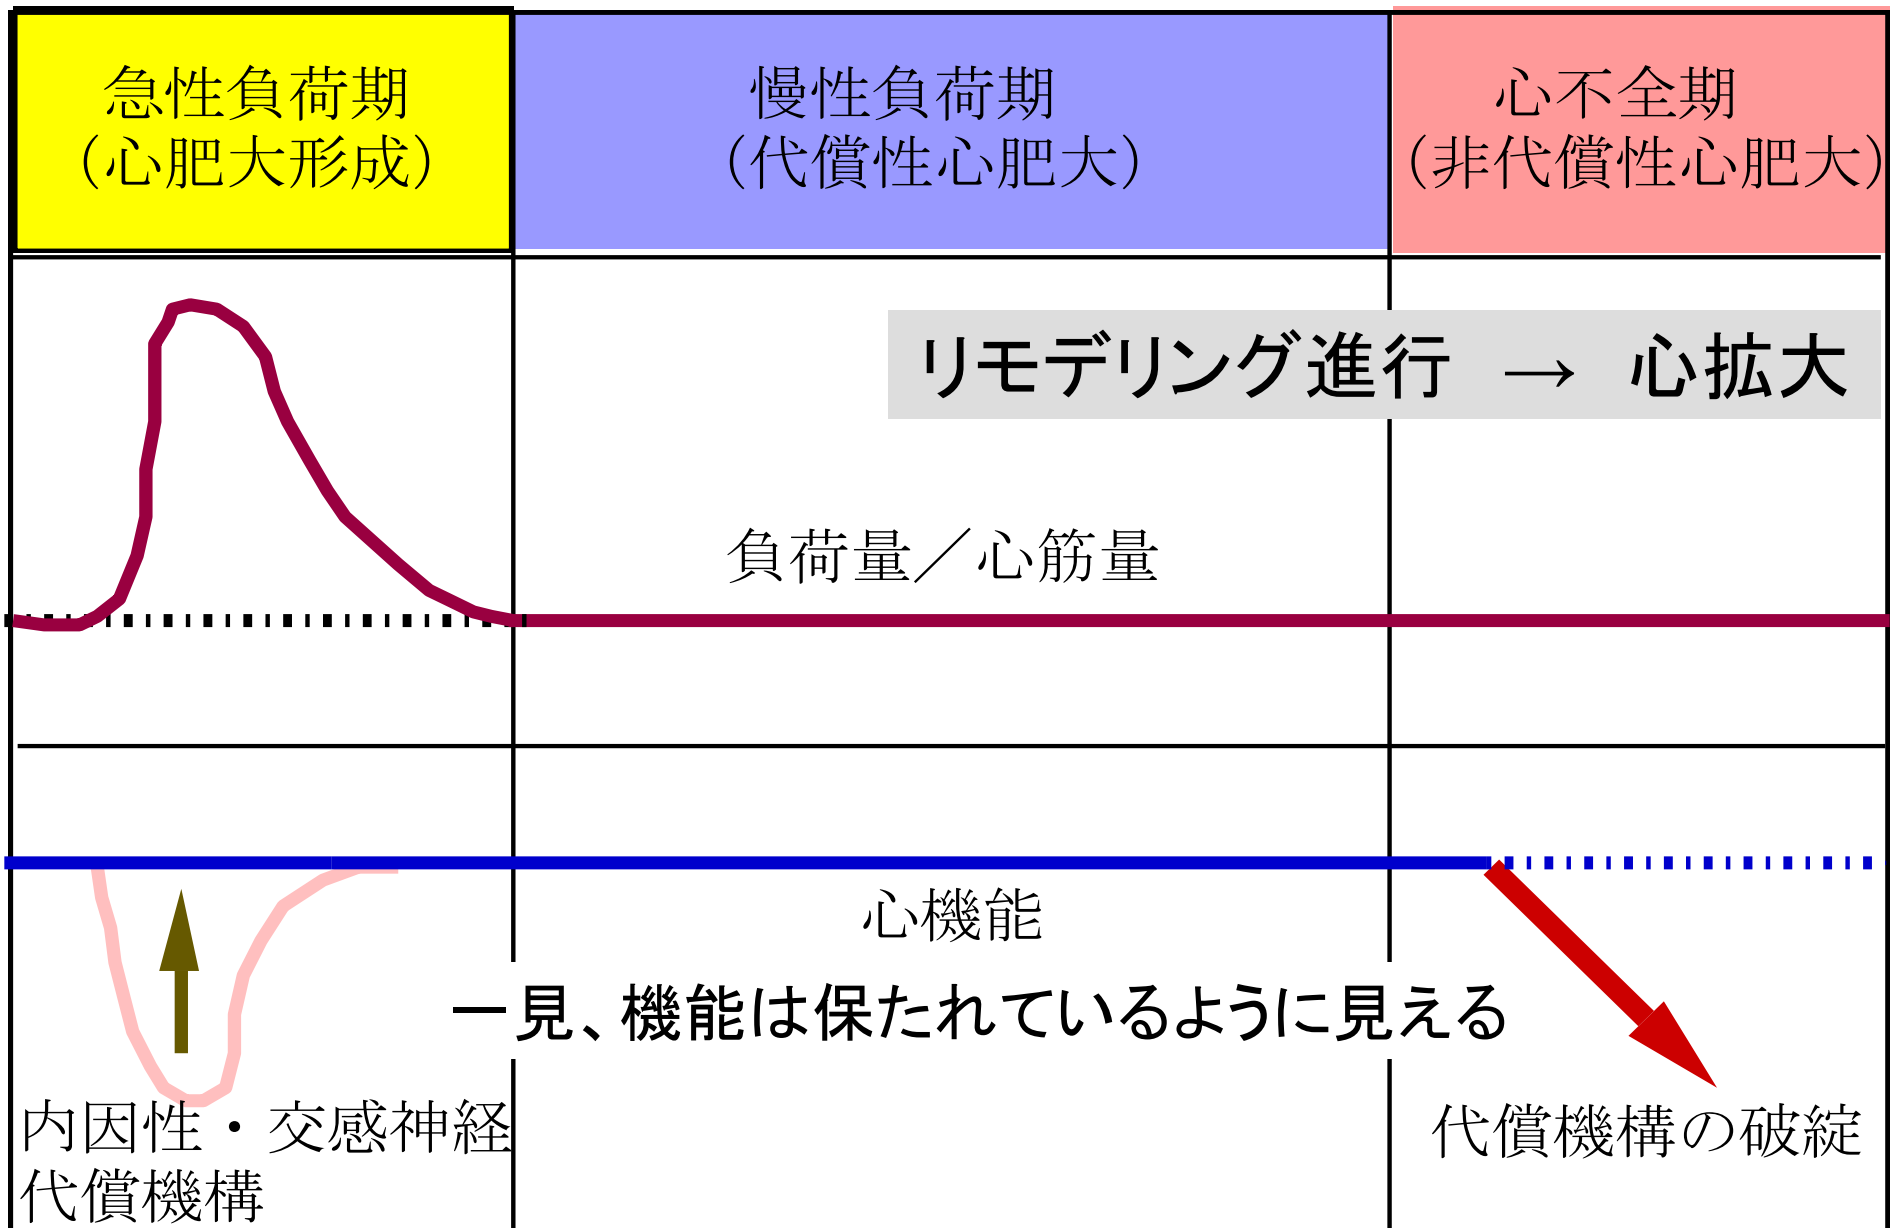 急性負荷期
（心肥大形成）
慢性負荷期
（代償性心肥大）
心不全期
（非代償性心肥大）
リモデリング進行　→　心拡大
負荷量／心筋量
心機能
一見、機能は保たれているように見える
内因性・交感神経
代償機構
代償機構の破綻